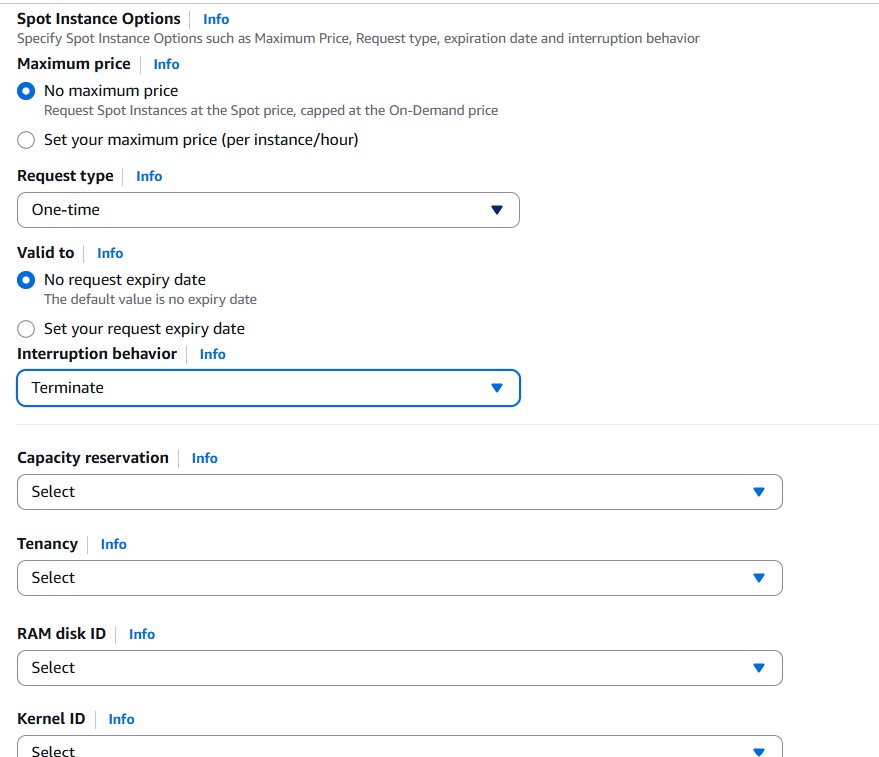 Spot Instance Options Info
Specify Spot Instance Options such as Maximum Price, Request type, expiration date and interruption behavior
Maximum price Info
No maximum price
Request Spot Instances at the Spot price, capped at the On-Demand price
Set your maximum price (per instance/hour)
Request type Info
One-time
Valid to Info
No request expiry date
The default value is no expiry date
Set your request expiry date
Interruption behavior Info
Terminate
Capacity reservation Info
Select
Tenancy Info
Select
RAM disk ID Info
Select
Kernel ID Info
Select